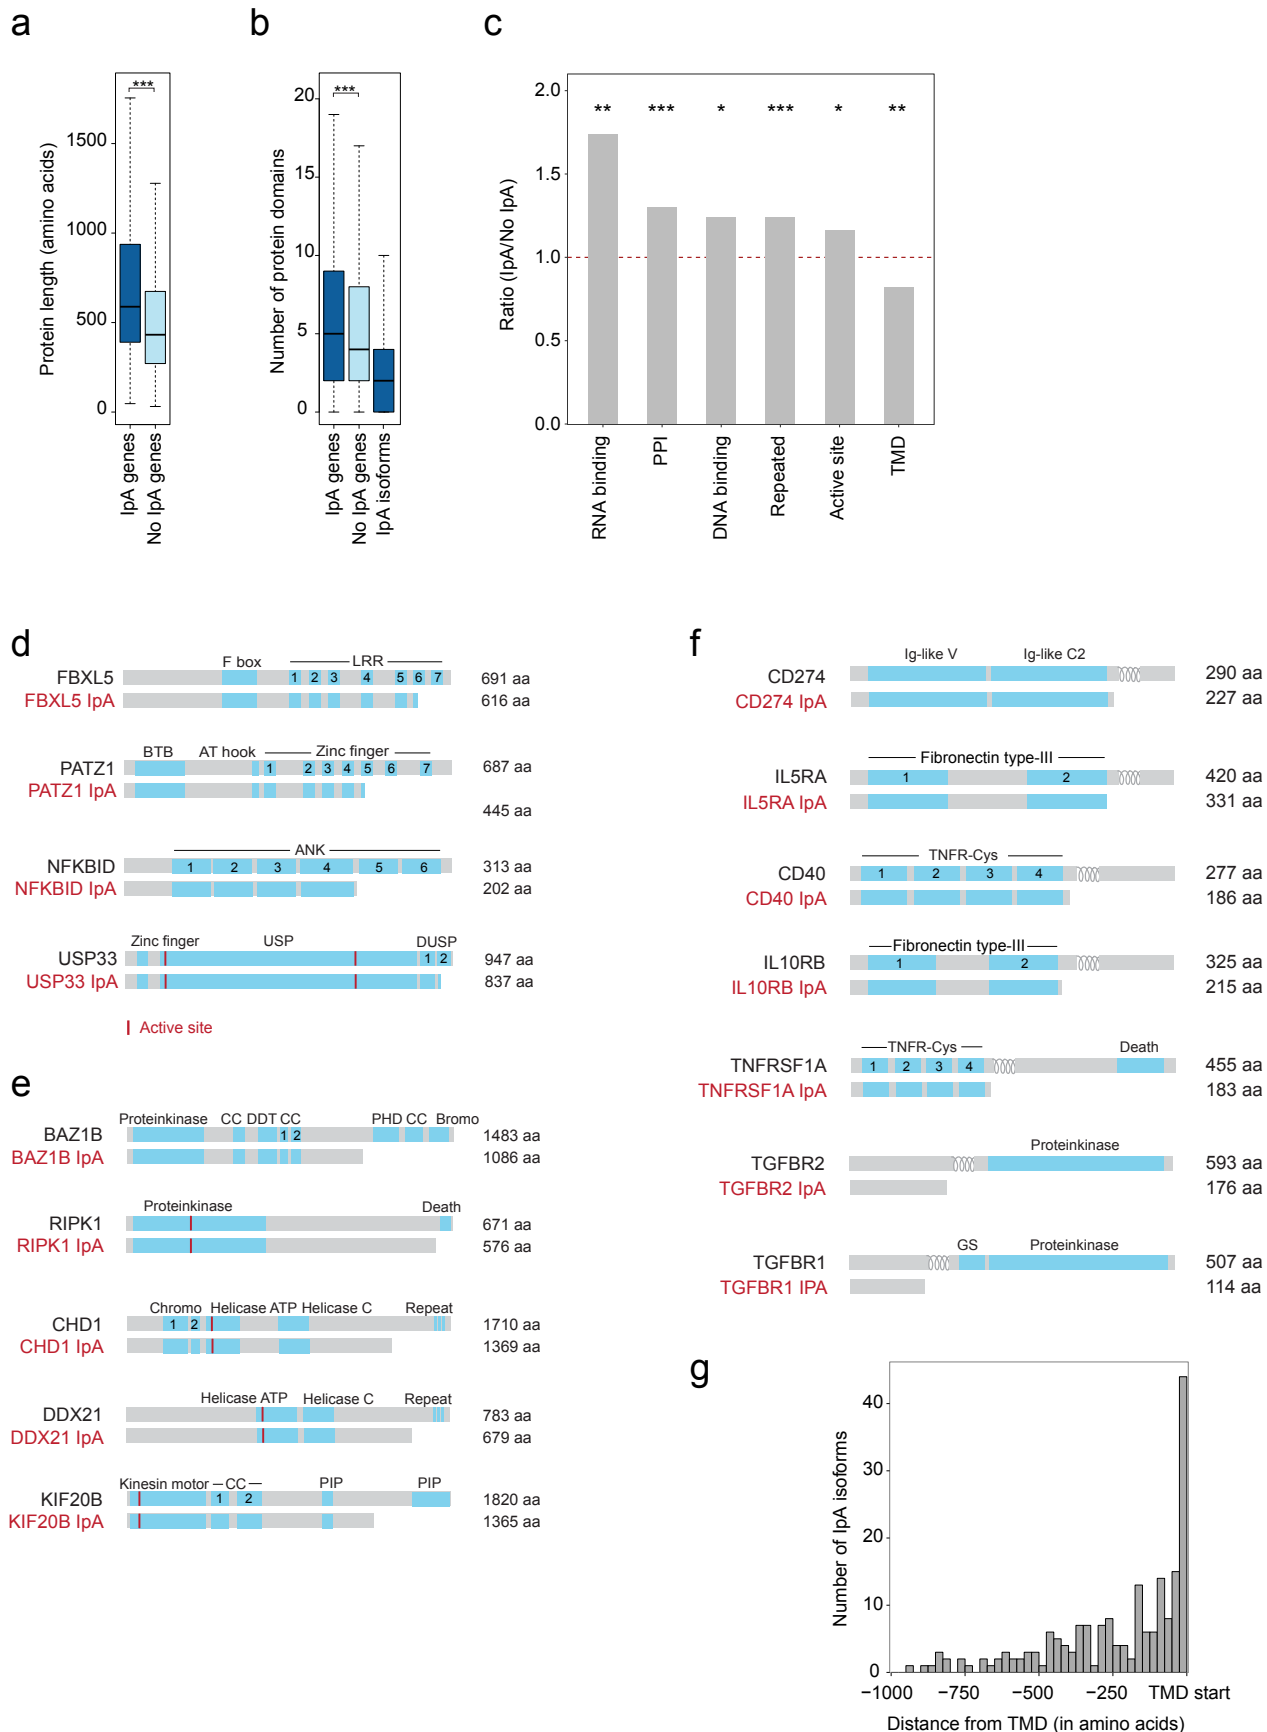 a
b
c
Protein length (amino acids)
1500
1000
500
0
***
IpA genes
No IpA genes
Number of protein domains
20
15
10
5
0
***
IpA genes
No IpA genes
IpA isoforms
Ratio (IpA/No IpA)
2.0
1.5
1.0
0.5
0.0
** *** * *** * **
RNA binding
PPI
DNA binding
Repeated
Active site
TMD
d
F box LRR
FBXL5 1 2 3 4 5 6 7 691 aa
FBXL5 IpA 616 aa
BTB AT hook Zinc finger
PATZ1 1 2 3 4 5 6 7 687 aa
PATZ1 IpA
445 aa
ANK
NFKBID 1 2 3 4 5 6 313 aa
NFKBID IpA 202 aa
Zinc finger USP DUSP
USP33 1 2 947 aa
USP33 IpA 837 aa
Active site
e
Proteinkinase CC DDT CC PHD CC Bromo
BAZ1B 1 2 1483 aa
BAZ1B IpA 1086 aa
Proteinkinase Death
RIPK1 671 aa
RIPK1 IpA 576 aa
Chromo Helicase ATP Helicase C Repeat
CHD1 1 2 1710 aa
CHD1 IpA 1369 aa
Helicase ATP Helicase C Repeat
DDX21 783 aa
DDX21 IpA 679 aa
Kinesin motor CC PIP PIP
KIF20B 1 2 1820 aa
KIF20B IpA 1365 aa
f
Ig-like V Ig-like C2
CD274 290 aa
CD274 IpA 227 aa
Fibronectin type-III
IL5RA 1 2 420 aa
IL5RA IpA 331 aa
TNFR-Cys
CD40 1 2 3 4 277 aa
CD40 IpA 186 aa
Fibronectin type-III
IL10RB 1 2 325 aa
IL10RB IpA 215 aa
TNFR-Cys Death
TNFRSF1A 1 2 3 4 455 aa
TNFRSF1A IpA 183 aa
Proteinkinase
TGFBR2 593 aa
TGFBR2 IpA 176 aa
GS Proteinkinase
TGFBR1 507 aa
TGFBR1 IPA 114 aa
g
Number of IpA isoforms
40
30
20
10
0
−1000 −750 −500 −250 TMD start
Distance from TMD (in amino acids)